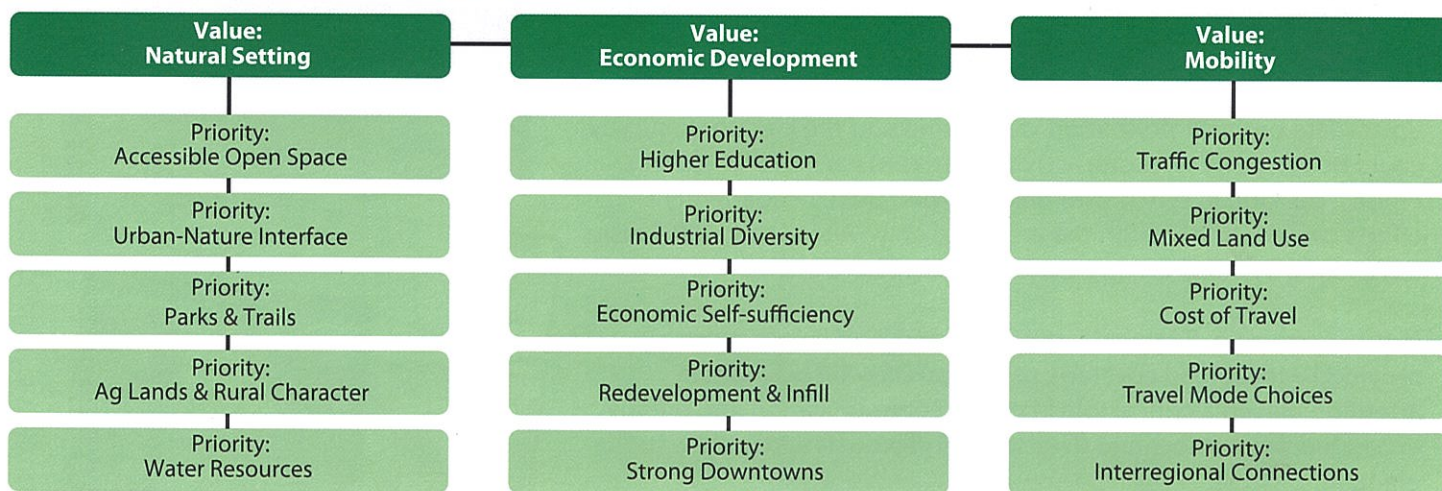 Value:
Natural Setting
Priority:
Accessible Open Space
Priority:
Urban-Nature Interface
Priority:
Parks & Trails
Priority:
Ag Lands & Rural Character
Priority:
Water Resources
Value:
Economic Development
Priority:
Higher Education
Priority:
Industrial Diversity
Priority:
Economic Self-sufficiency
Priority:
Redevelopment & Infill
Priority:
Strong Downtowns
Value:
Mobility
Priority:
Traffic Congestion
Priority:
Mixed Land Use
Priority:
Cost of Travel
Priority:
Travel Mode Choices
Priority:
Interregional Connections